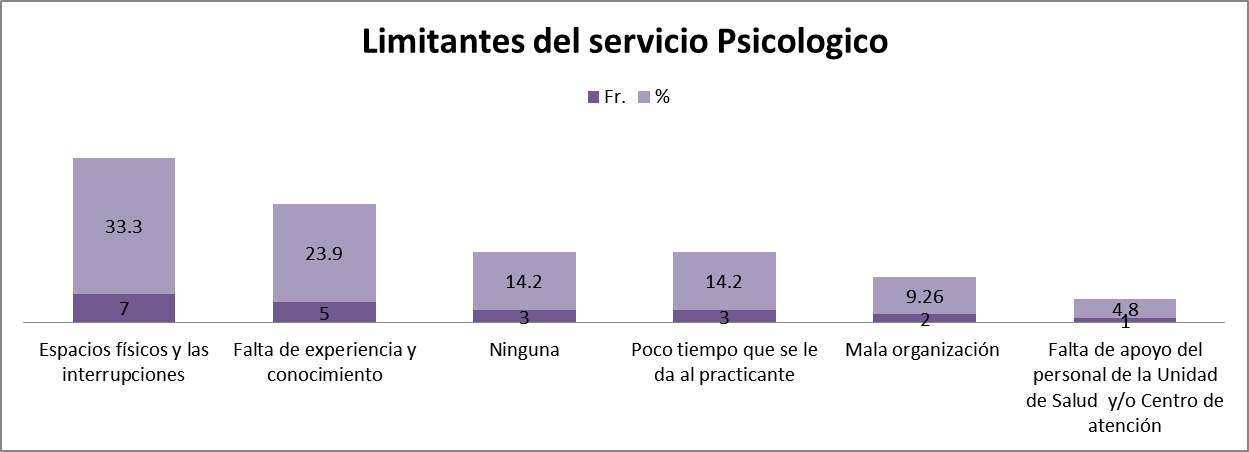 Limitantes del servicio Psicologico
Fr. %
33.3
23.9
14.2
14.2
9.26
4.8
7
5
3
3
2
1
Espacios físicos y las
interrupciones
Falta de experiencia y
conocimiento
Ninguna
Poco tiempo que se le
da al practicante
Mala organización
Falta de apoyo del
personal de la Unidad
de Salud  y/o Centro de
atención